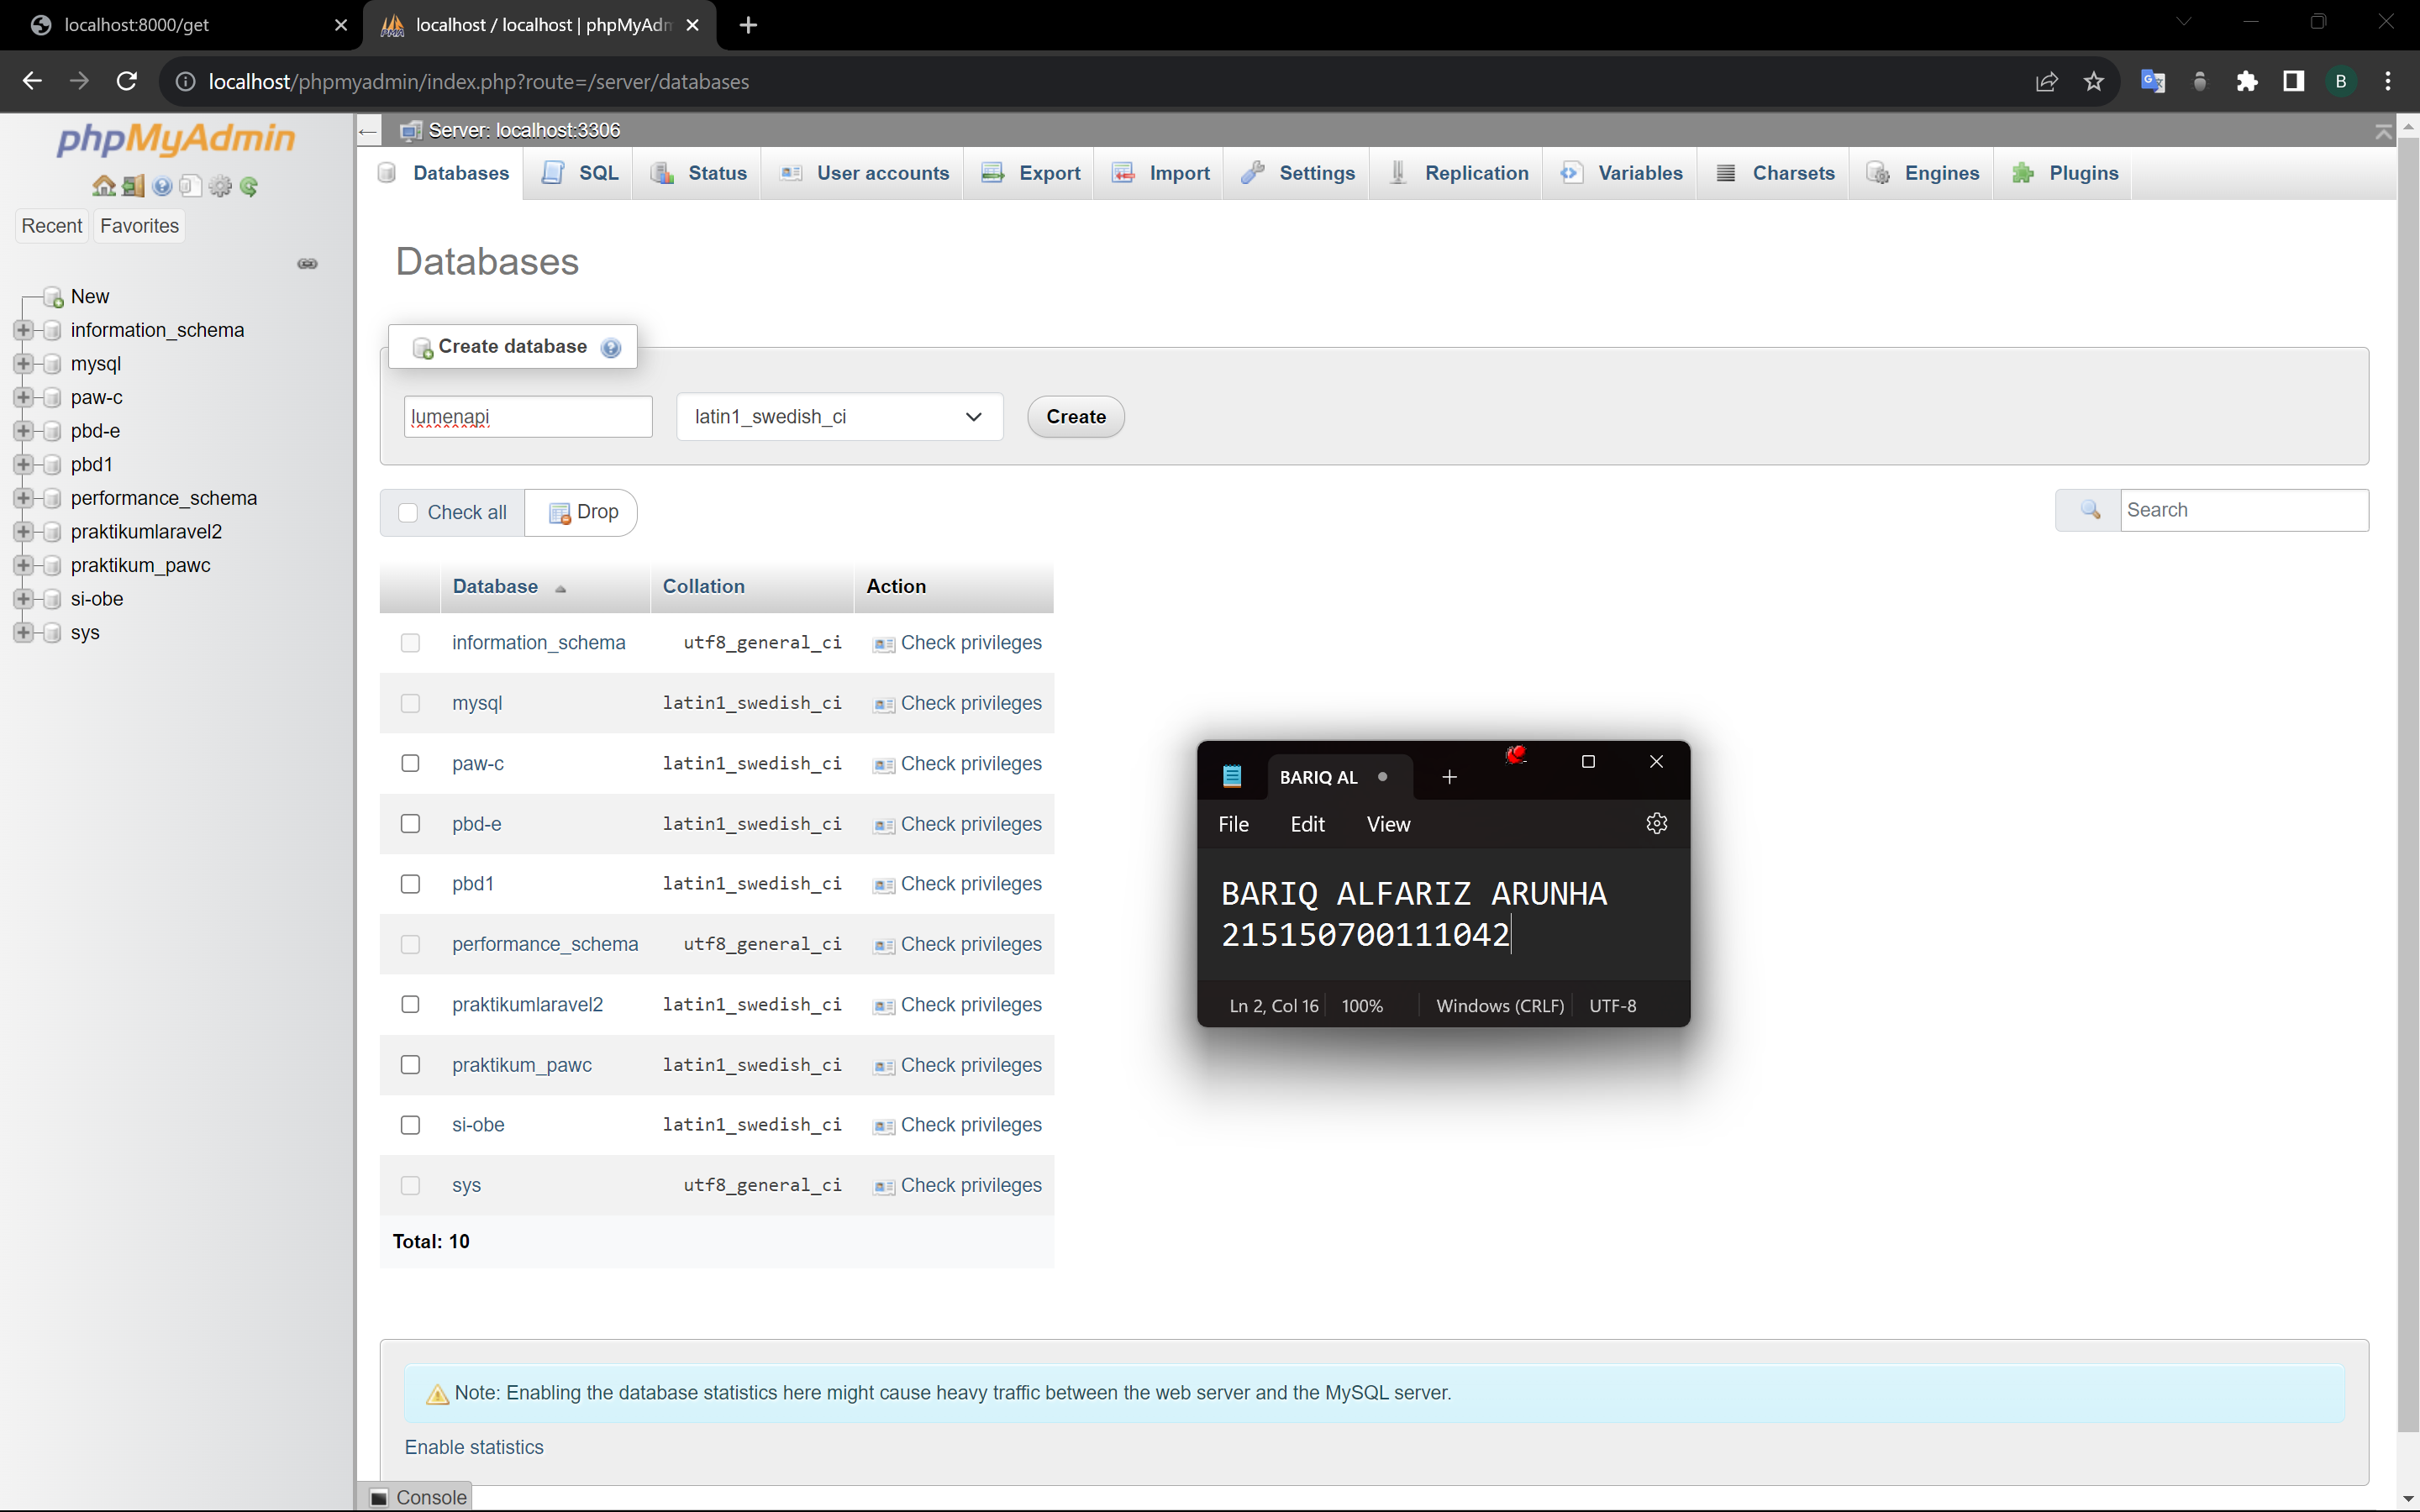 localhost:8000/get
localhost / localhost | phpMyAdm
localhost/phpmyadmin/index.php?route=/server/databases
B
phpMyAdmin
Recent
Favorites
New
information_schema
mysql
paw-c
pbd-e
pbd1
performance_schema
praktikumlaravel2
praktikum_pawc
si-obe
sys
Server: localhost:3306
Databases
SQL
Status
User accounts
Export
Import
Settings
Replication
Variables
Charsets
Engines
Plugins
Databases
Create database
lumenapi
latin1_swedish_ci
Create
Check all
Drop
Search
Database Collation Action
information_schema utf8_general_ci Check privileges
mysql latin1_swedish_ci Check privileges
paw-c latin1_swedish_ci Check privileges
pbd-e latin1_swedish_ci Check privileges
pbd1 latin1_swedish_ci Check privileges
performance_schema utf8_general_ci Check privileges
praktikumlaravel2 latin1_swedish_ci Check privileges
praktikum_pawc latin1_swedish_ci Check privileges
si-obe latin1_swedish_ci Check privileges
sys utf8_general_ci Check privileges
Total: 10
BARIQ AL
File Edit View
BARIQ ALFARIZ ARUNHA
215150700111042
Ln 2, Col 16 100% Windows (CRLF) UTF-8
Note: Enabling the database statistics here might cause heavy traffic between the web server and the MySQL server.
Enable statistics
Console